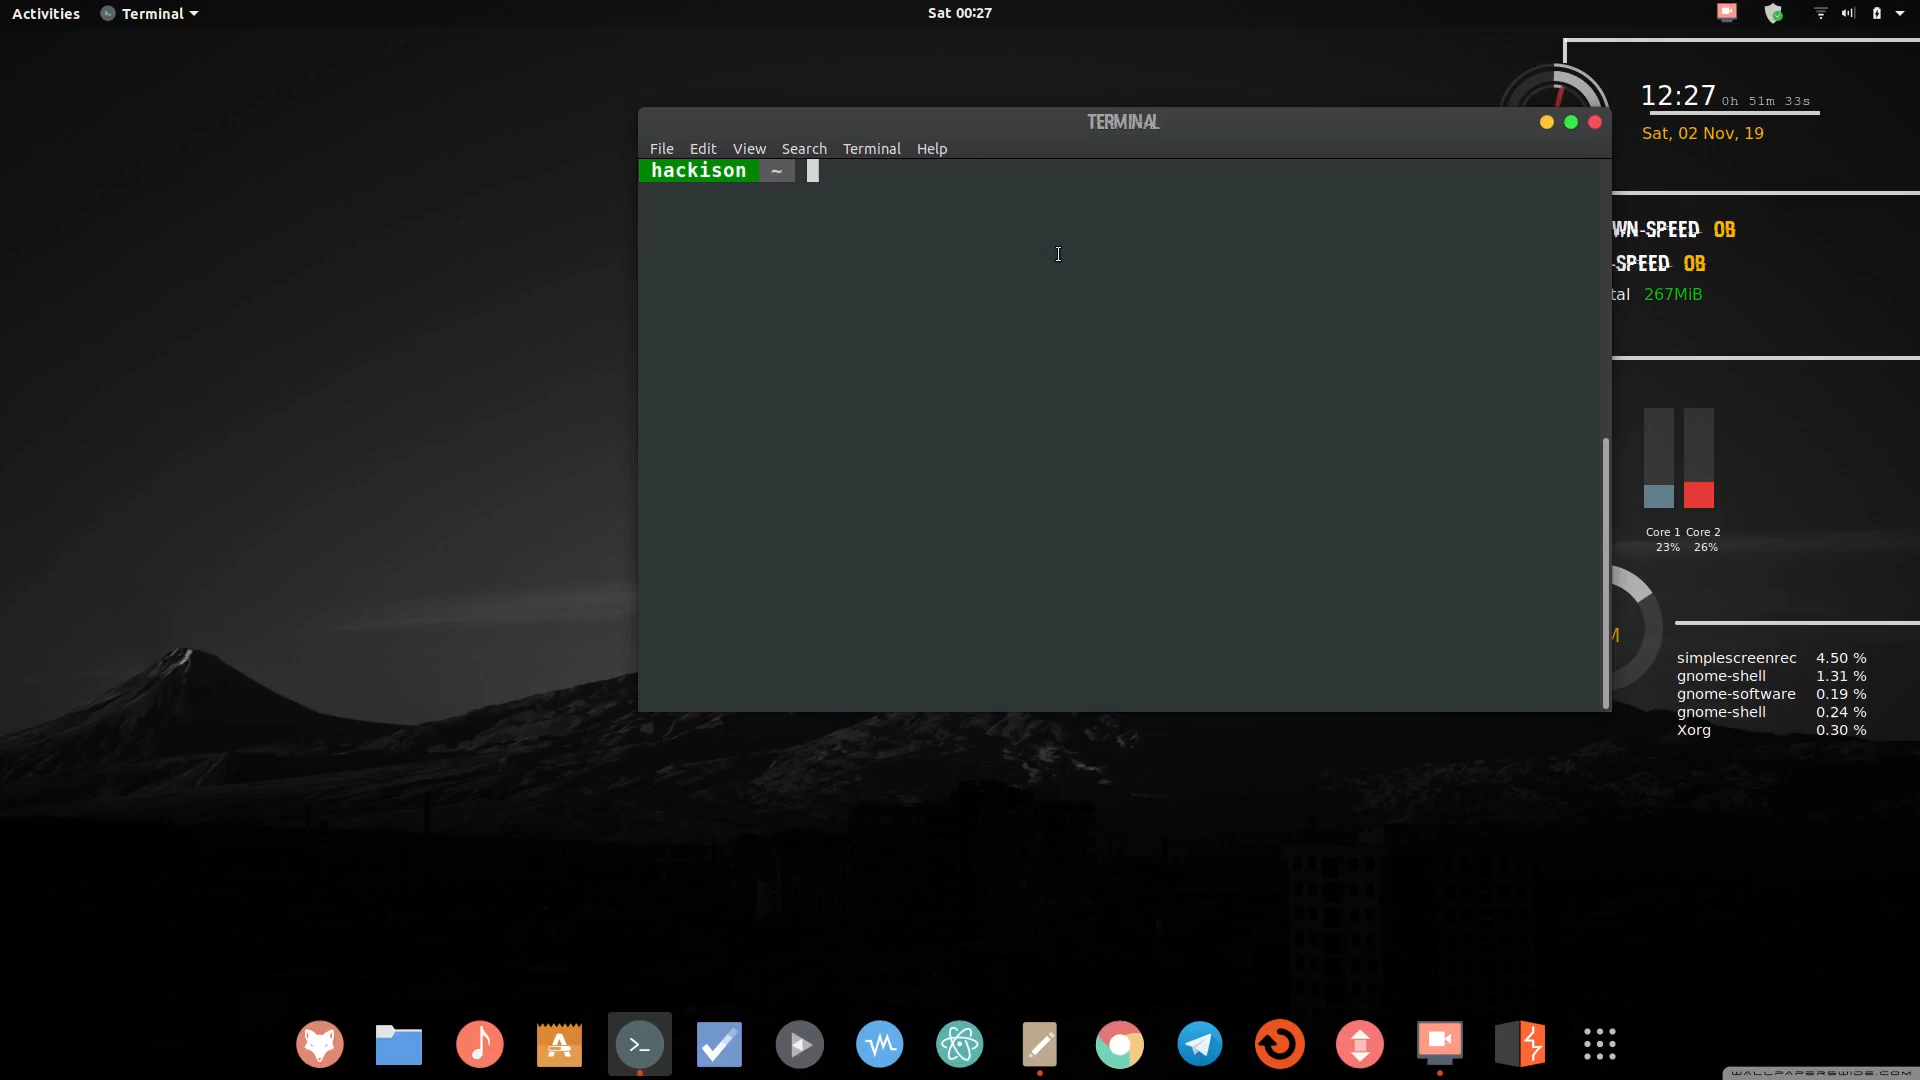 Activities Terminal Sat 00:27
12:27 0h 51m 33s
Sat, 02 Nov, 19
TERMINAL
File Edit View Search Terminal Help
hackison ~
WN-SPEED 0B
-SPEED 0B
tal 267MiB
Core 1 Core 2
23% 26%
M
simplescreenrec 4.50 %
gnome-shell 1.31 %
gnome-software 0.19 %
gnome-shell 0.24 %
Xorg 0.30 %
WALLPAPERSWIDE.COM